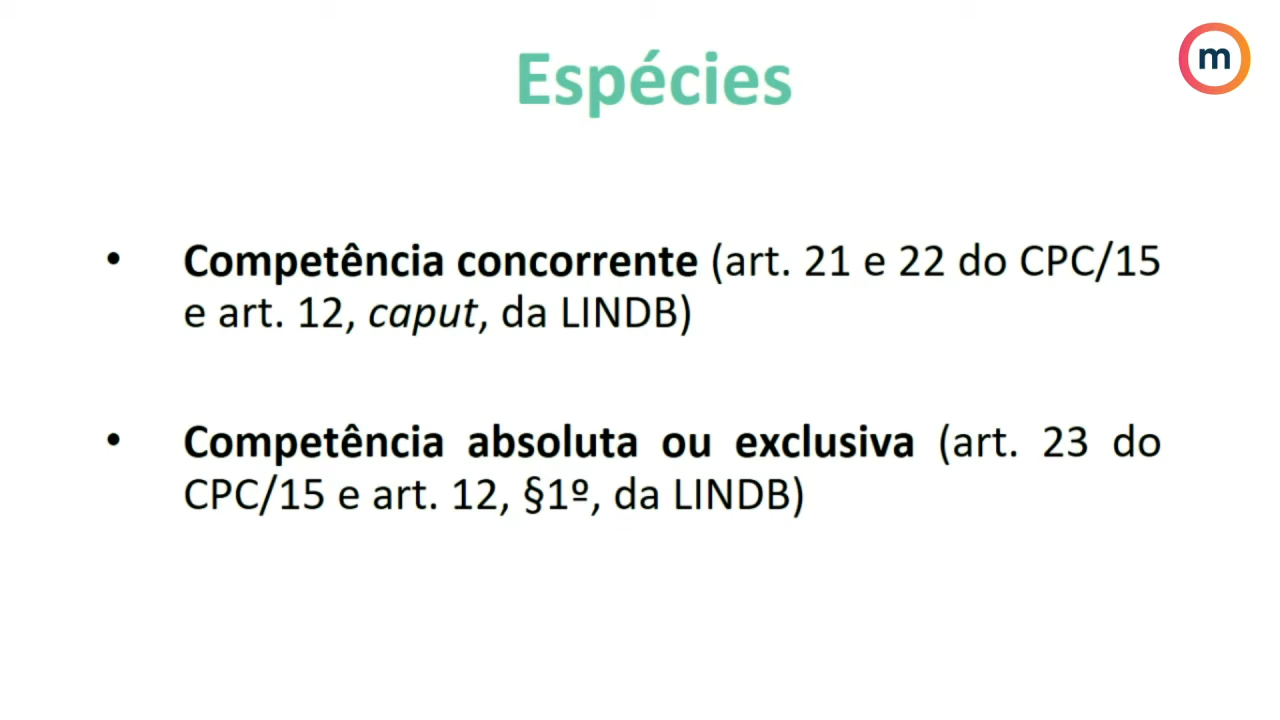 m
Espécies
• Competência concorrente (art. 21 e 22 do CPC/15
e art. 12, caput, da LINDB)
• Competência absoluta ou exclusiva (art. 23 do
CPC/15 e art. 12, §1º, da LINDB)